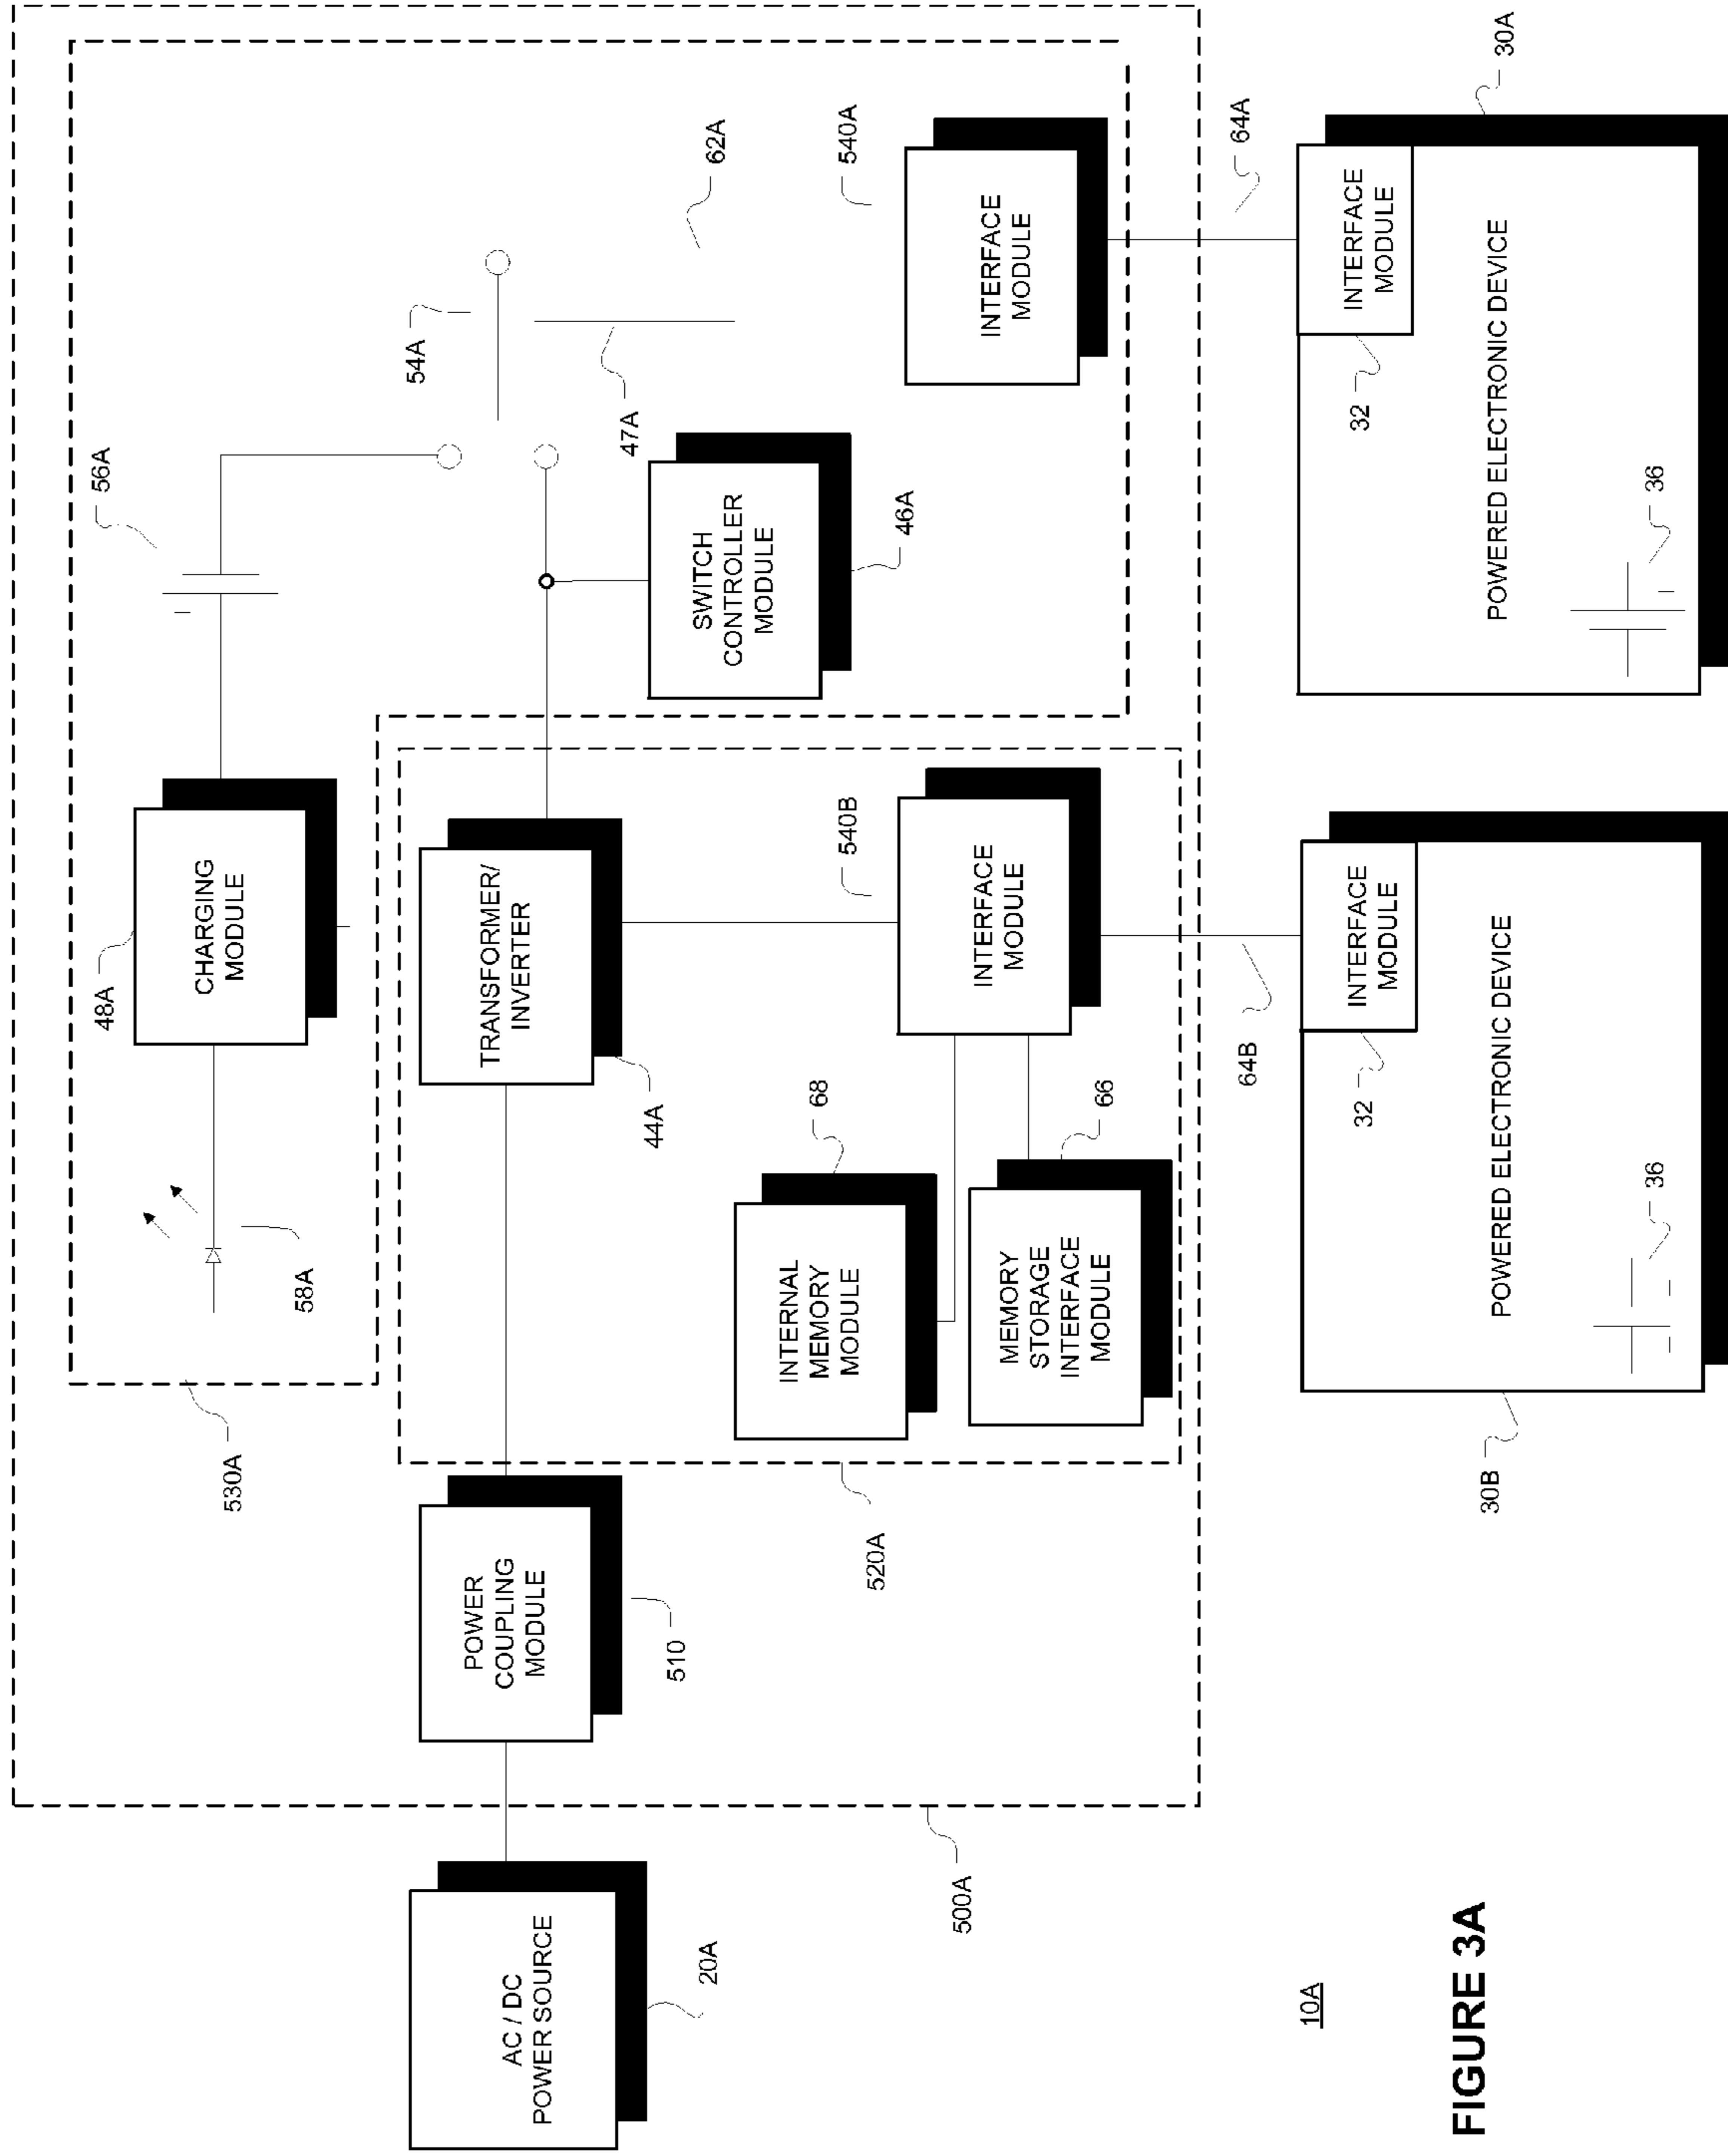 530A
58A
48A
CHARGING
MODULE
56A
54A
47A
62A
540A
SWITCH
CONTROLLER
MODULE
46A
INTERFACE
MODULE
AC / DC
POWER SOURCE
20A
POWER
COUPLING
MODULE
510
TRANSFORMER/
INVERTER
44A
540B
INTERFACE
MODULE
INTERNAL
MEMORY
MODULE
68
MEMORY
STORAGE
INTERFACE
MODULE
66
520A
500A
64B
64A
INTERFACE
MODULE
32
POWERED ELECTRONIC DEVICE
36
30B
INTERFACE
MODULE
32
POWERED ELECTRONIC DEVICE
36
30A
10A
FIGURE 3A